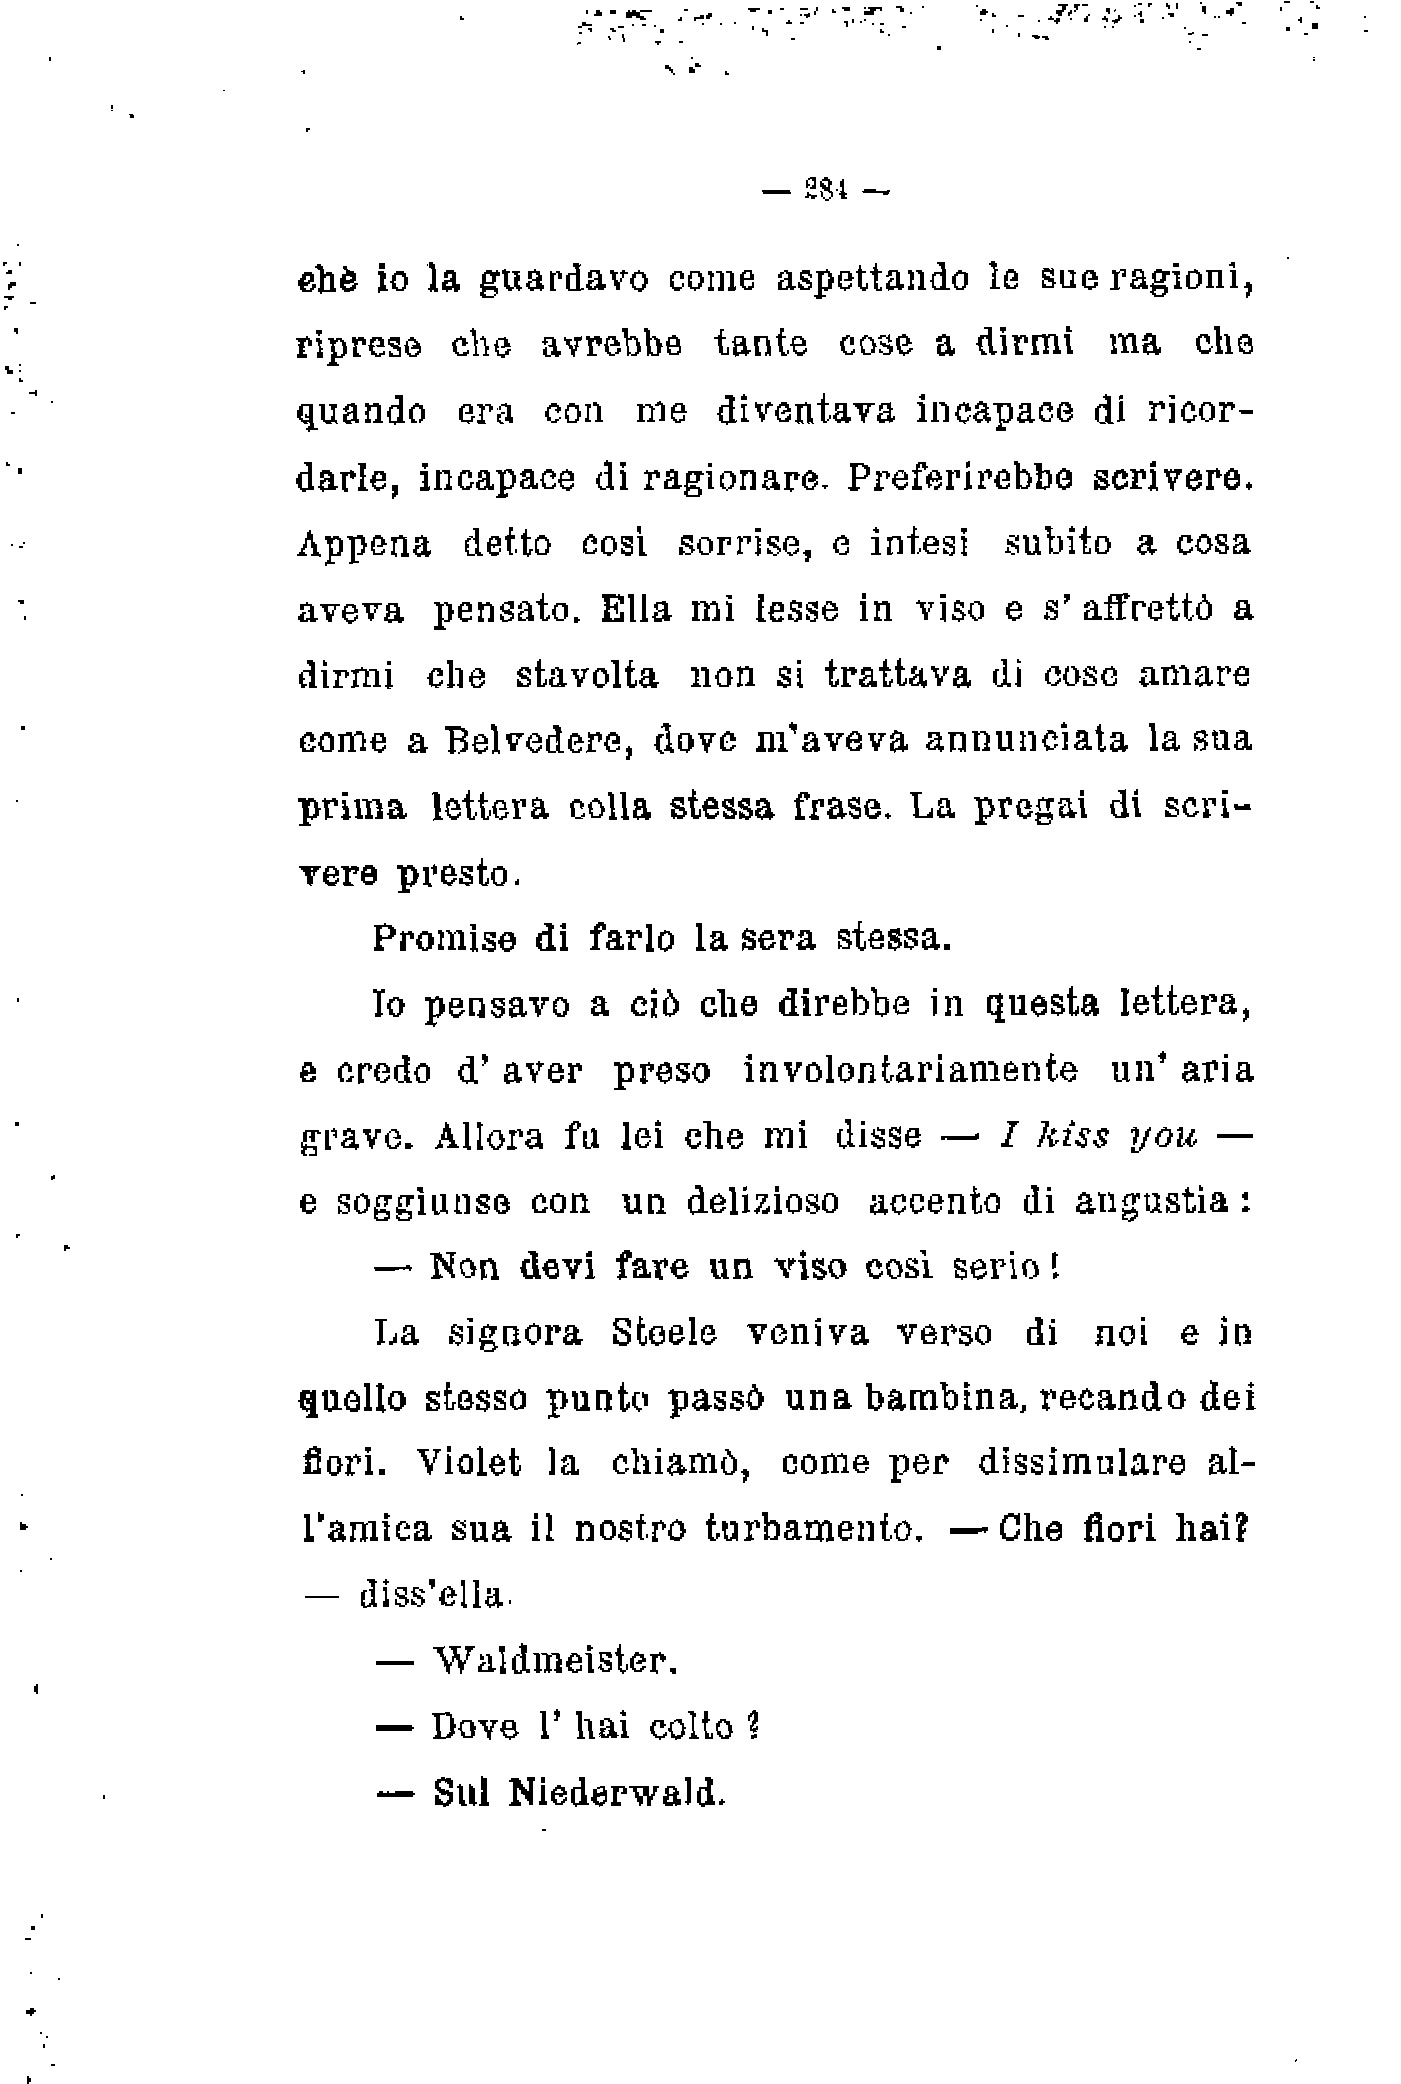 — 284 —
chè io la guardavo come aspettando le sue ragioni,
riprese che avrebbe tante cose a dirmi ma che
quando era con me diventava incapace di ricor-
darle, incapace di ragionare. Preferirebbe scrivere.
Appena detto così sorrise, e intesi subito a cosa
aveva pensato. Ella mi lesse in viso e s' affrettò a
dirmi che stavolta non si trattava di cose amare
come a Belvedere, dove m'aveva annunciata la sua
prima lettera colla stessa frase. La pregai di scri-
vere presto.
Promise di farlo la sera stessa.
Io pensavo a ciò che direbbe in questa lettera,
e credo d' aver preso involontariamente un' aria
grave. Allora fu lei che mi disse — I kiss you —
e soggiunse con un delizioso accento di angustia :
— Non devi fare un viso così serio !
La signora Steele veniva verso di noi e in
quello stesso punto passò una bambina, recando dei
fiori. Violet la chiamò, come per dissimulare al-
l'amica sua il nostro turbamento. — Che fiori hai?
— diss'ella.
— Waldmeister.
— Dove l' hai colto ?
— Sul Niederwald.